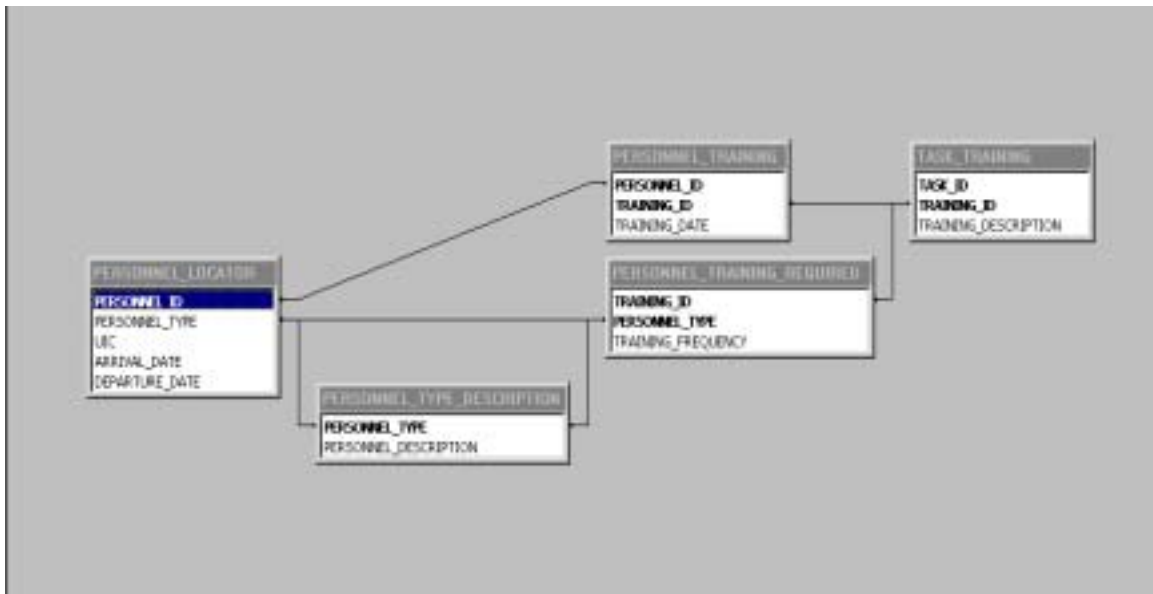 PERSONNEL_TRAINING
PERSONNEL_ID
TRAINING_ID
TRAINING_DATE
TASK_TRAINING
TASK_ID
TRAINING_ID
TRAINING_DESCRIPTION
PERSONNEL_LOCATOR
PERSONNEL_ID
PERSONNEL_TYPE
UIC
ARRIVAL_DATE
DEPARTURE_DATE
PERSONNEL_TRAINING_REQUIRED
TRAINING_ID
PERSONNEL_TYPE
TRAINING_FREQUENCY
PERSONNEL_TYPE_DESCRIPTION
PERSONNEL_TYPE
PERSONNEL_DESCRIPTION